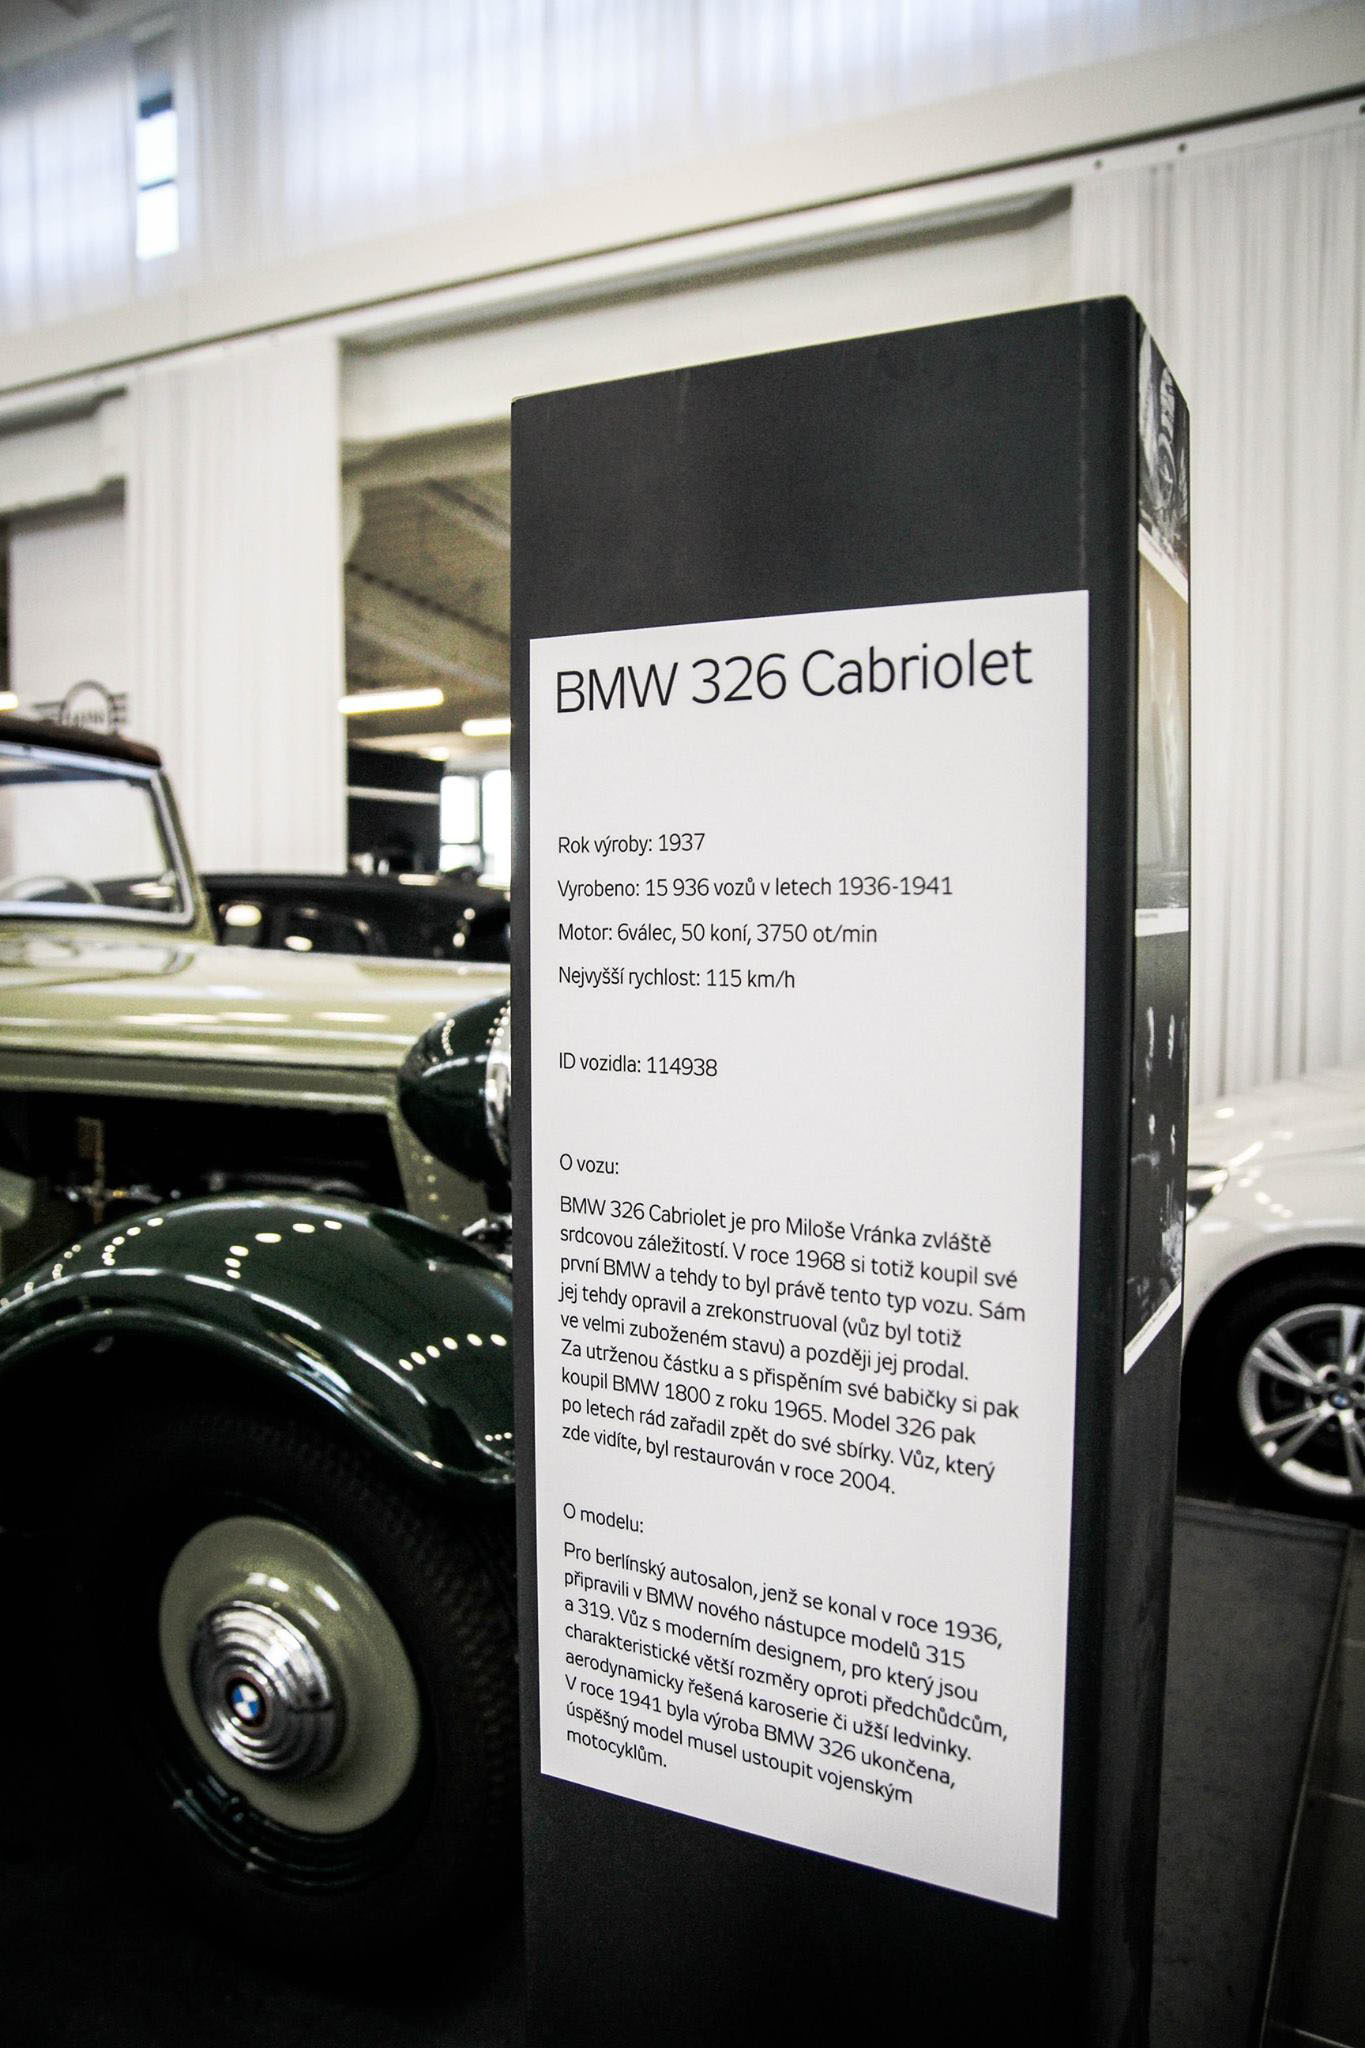 BMW 326 Cabriolet
Rok výroby: 1937
Vyrobeno: 15 936 vozů v letech 1936-1941
Motor: 6válec, 50 koní, 3750 ot/min
Nejvyšší rychlost: 115 km/h
ID vozidla: 114938
O vozu:
BMW 326 Cabriolet je pro Miloše Vránka zvláště
srdcovou záležitostí. V roce 1968 si totiž koupil své
první BMW a tehdy to byl právě tento typ vozu. Sám
jej tehdy opravil a zrekonstruoval (vůz byl totiž
ve velmi zuboženém stavu) a později jej prodal.
Za utrženou částku a s přispěním své babičky si pak
koupil BMW 1800 z roku 1965. Model 326 pak
po letech rád zařadil zpět do své sbírky. Vůz, který
zde vidíte, byl restaurován v roce 2004.
O modelu:
Pro berlínský autosalon, jenž se konal v roce 1936,
připravili v BMW nového nástupce modelů 315
a 319. Vůz s moderním designem, pro který jsou
charakteristické větší rozměry oproti předchůdcům,
aerodynamicky řešená karoserie či užší ledvinky.
V roce 1941 byla výroba BMW 326 ukončena,
úspěšný model musel ustoupit vojenským
motocyklům.